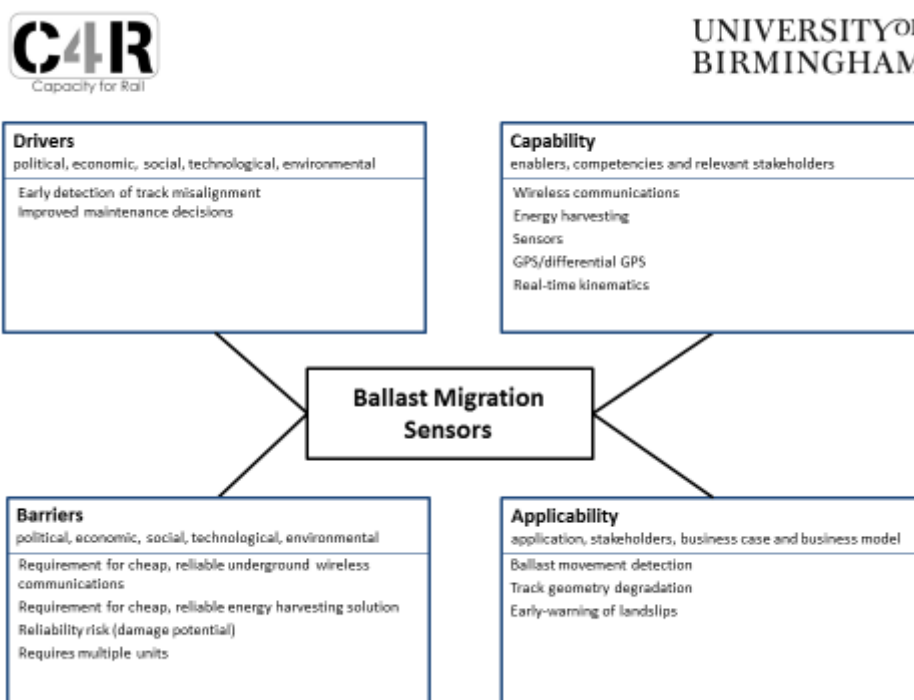 C4R
Capacity for Rail
UNIVERSITY OF
BIRMINGHAM
Drivers
political, economic, social, technological, environmental
Early detection of track misalignment
Improved maintenance decisions
Capability
enablers, competencies and relevant stakeholders
Wireless communications
Energy harvesting
Sensors
GPS/differential GPS
Real-time kinematics
Ballast Migration
Sensors
Barriers
political, economic, social, technological, environmental
Requirement for cheap, reliable underground wireless
communications
Requirement for cheap, reliable energy harvesting solution
Reliability risk (damage potential)
Requires multiple units
Applicability
application, stakeholders, business case and business model
Ballast movement detection
Track geometry degradation
Early-warning of landslips